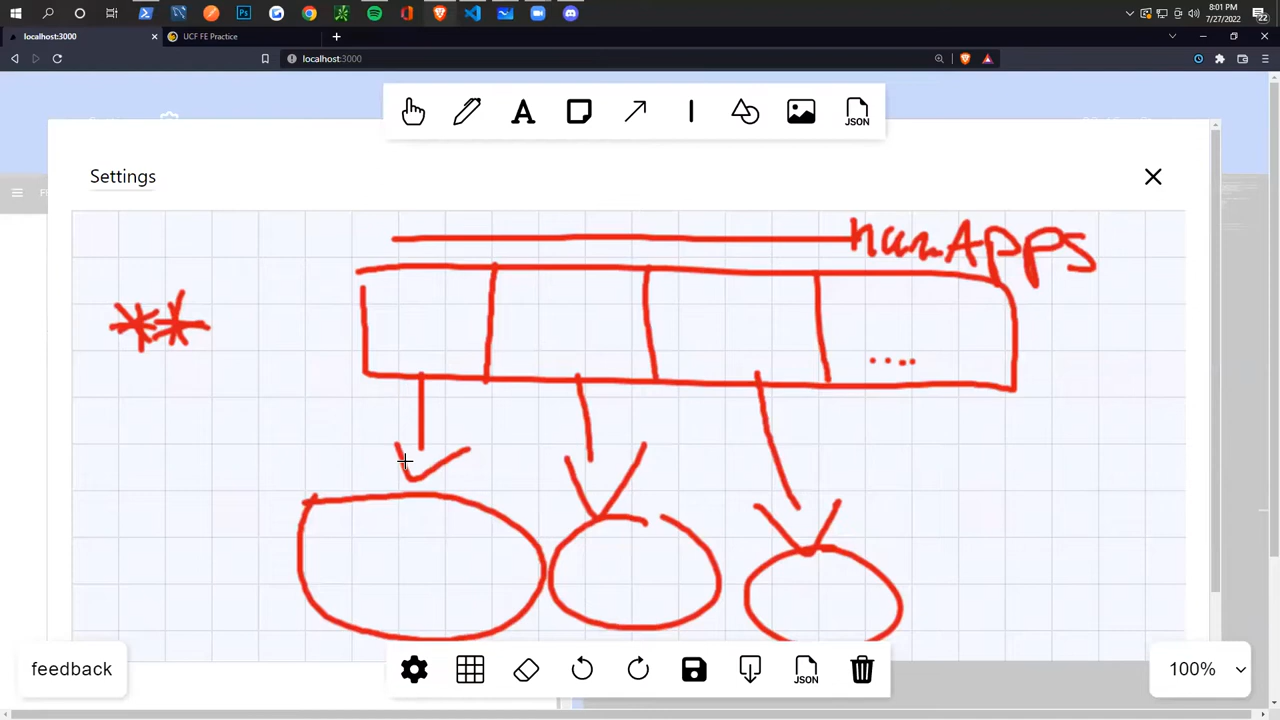 8:01 PM
7/27/2022
22
localhost:3000
UCF FE Practice
localhost:3000
JSON
Settings
numApps
**
....
feedback
JSON
100%